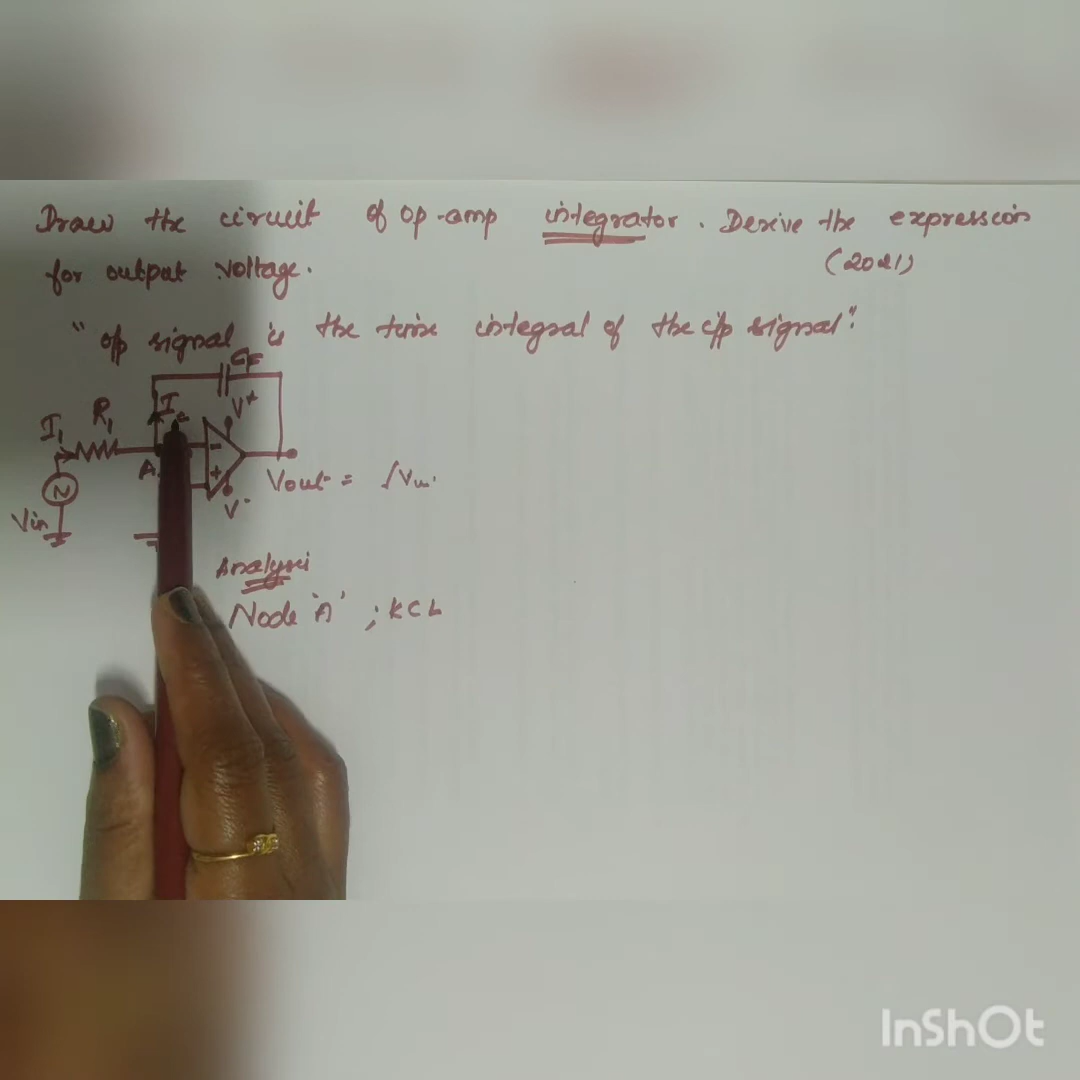 Draw the circuit of op-amp integrator. Derive the expression
for output voltage. (2021)
"o/p signal is the time integral of the i/p signal".
CF
I V+
R1
I1
-
A
+
Vout = ∫Vin.
V-
Vin
Analysis
Node 'A' ; KCL
InShOt